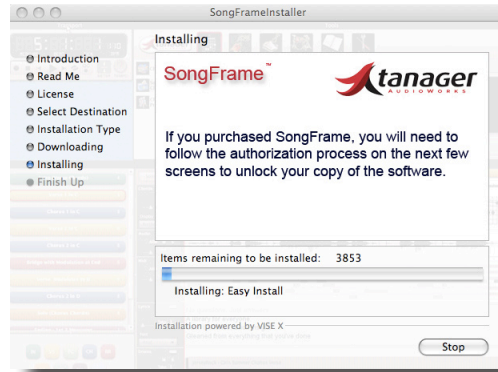 SongFrameInstaller
Installing
Introduction
Read Me
License
Select Destination
Installation Type
Downloading
Installing
Finish Up
SongFrame™
tanager
AUDIOWORKS
If you purchased SongFrame, you will need to
follow the authorization process on the next few
screens to unlock your copy of the software.
Items remaining to be installed: 3853
Installing: Easy Install
Installation powered by VISE X
Stop